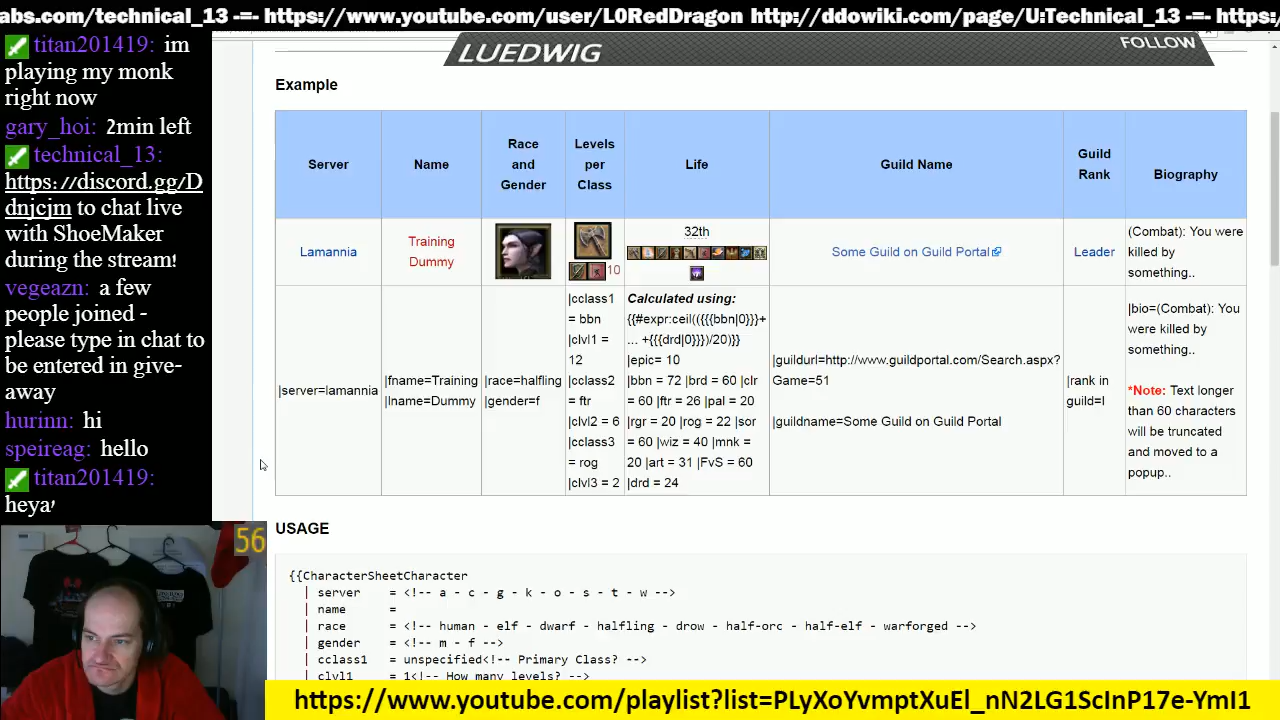 abs.com/technical_13 -=- https://www.youtube.com/user/L0RedDragon http://ddowiki.com/page/U:Technical_13 -=- https:/
titan201419: im
playing my monk
right now
gary_hoi: 2min left
technical_13:
https://discord.gg/D
dnjcjm to chat live
with ShoeMaker
during the stream!
vegeazn: a few
people joined -
please type in chat to
be entered in give-
away
hurinn: hi
speireag: hello
titan201419:
heya!
56
LUEDWIG
FOLLOW
Example
Server
Name
Race
and
Gender
Levels
per
Class
Life
Guild Name
Guild
Rank
Biography
Lamannia
Training
Dummy
10
32th
Some Guild on Guild Portal
Leader
(Combat): You were
killed by
something..
|server=lamannia
|fname=Training
|lname=Dummy
|race=halfling
|gender=f
|cclass1
= bbn
|clvl1 =
12
|cclass2
= ftr
|clvl2 = 6
|cclass3
= rog
|clvl3 = 2
Calculated using:
{{#expr:ceil(({{{bbn|0}}}+
... +{{{drd|0}}})/20)}}
|epic= 10
|bbn = 72 |brd = 60 |clr
= 60 |ftr = 26 |pal = 20
|rgr = 20 |rog = 22 |sor
= 60 |wiz = 40 |mnk =
20 |art = 31 |FvS = 60
|drd = 24
|guildurl=http://www.guildportal.com/Search.aspx?
Game=51
|guildname=Some Guild on Guild Portal
|rank in
guild=l
|bio=(Combat): You
were killed by
something..
*Note: Text longer
than 60 characters
will be truncated
and moved to a
popup..
USAGE
{{CharacterSheetCharacter
| server = <!-- a - c - g - k - o - s - t - w -->
| name =
| race = <!-- human - elf - dwarf - halfling - drow - half-orc - half-elf - warforged -->
| gender = <!-- m - f -->
| cclass1 = unspecified<!-- Primary Class? -->
| clvl1 = 1<!-- How many levels? -->
https://www.youtube.com/playlist?list=PLyXoYvmptXuEl_nN2LG1ScInP17e-YmI1